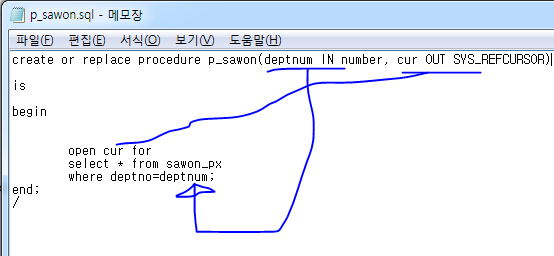 p_sawon.sql - 메모장
파일(F) 편집(E) 서식(O) 보기(V) 도움말(H)
create or replace procedure p_sawon(deptnum IN number, cur OUT SYS_REFCURSOR)
is
begin
open cur for
select * from sawon_px
where deptno=deptnum;
end;
/